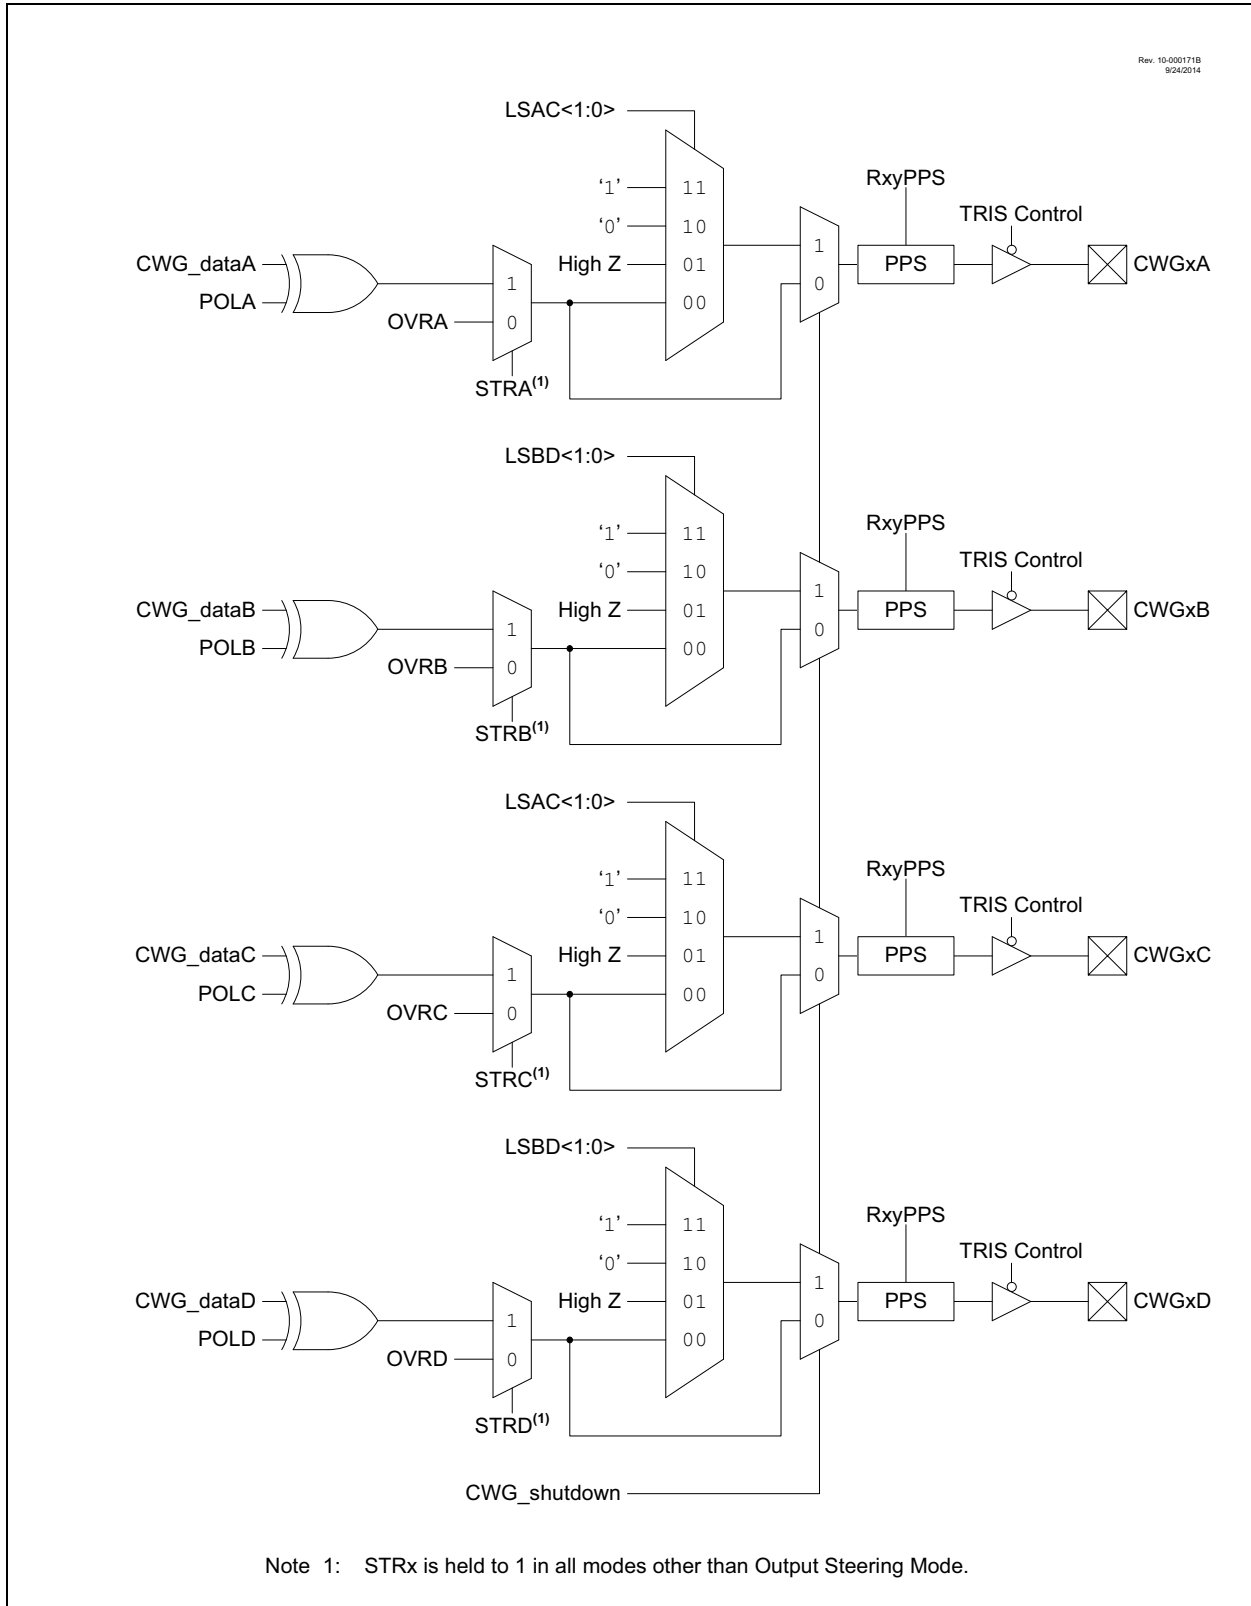 Rev. 10-000171B
9/24/2014
LSAC<1:0>
‘1’
11
‘0’
10
High Z
01
00
CWG_dataA
POLA
OVRA
1
0
STRA(1)
1
0
RxyPPS
PPS
TRIS Control
CWGxA
LSBD<1:0>
‘1’
11
‘0’
10
High Z
01
00
CWG_dataB
POLB
OVRB
1
0
STRB(1)
1
0
RxyPPS
PPS
TRIS Control
CWGxB
LSAC<1:0>
‘1’
11
‘0’
10
High Z
01
00
CWG_dataC
POLC
OVRC
1
0
STRC(1)
1
0
RxyPPS
PPS
TRIS Control
CWGxC
LSBD<1:0>
‘1’
11
‘0’
10
High Z
01
00
CWG_dataD
POLD
OVRD
1
0
STRD(1)
1
0
RxyPPS
PPS
TRIS Control
CWGxD
CWG_shutdown
Note 1: STRx is held to 1 in all modes other than Output Steering Mode.